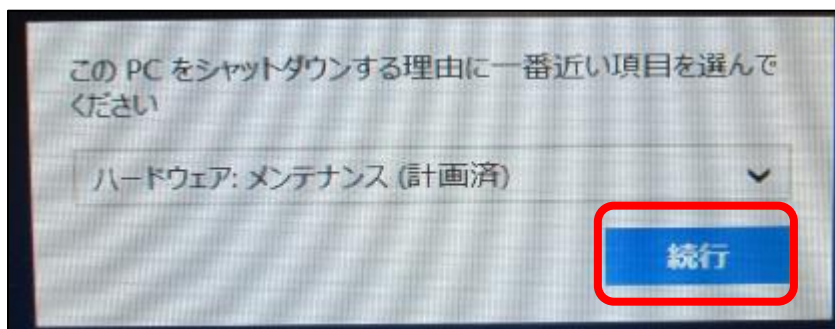 この PC をシャットダウンする理由に一番近い項目を選んで
ください
ハードウェア: メンテナンス (計画済)
続行